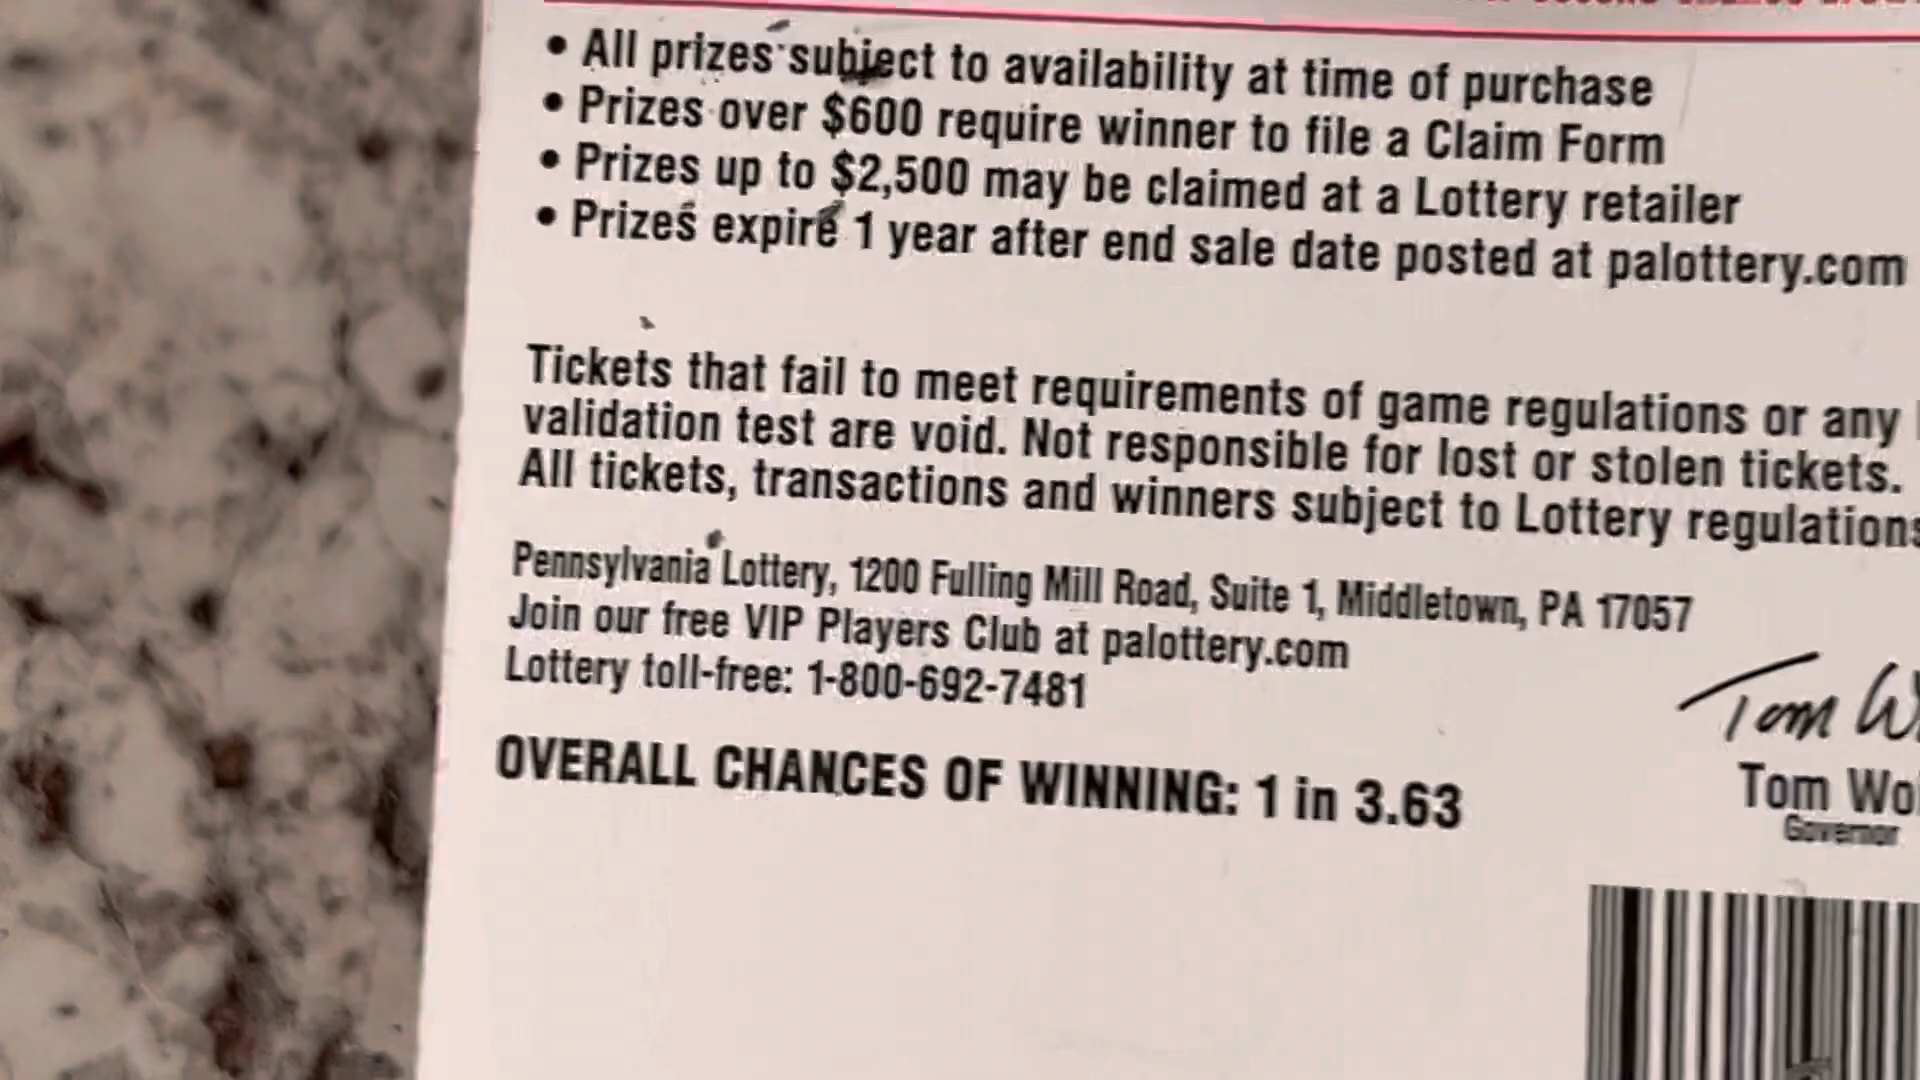 • All prizes subject to availability at time of purchase
• Prizes over $600 require winner to file a Claim Form
• Prizes up to $2,500 may be claimed at a Lottery retailer
• Prizes expire 1 year after end sale date posted at palottery.com
Tickets that fail to meet requirements of game regulations or any
validation test are void. Not responsible for lost or stolen tickets.
All tickets, transactions and winners subject to Lottery regulations
Pennsylvania Lottery, 1200 Fulling Mill Road, Suite 1, Middletown, PA 17057
Join our free VIP Players Club at palottery.com
Lottery toll-free: 1-800-692-7481
Tom W
OVERALL CHANCES OF WINNING: 1 in 3.63
Tom Wo
Governor